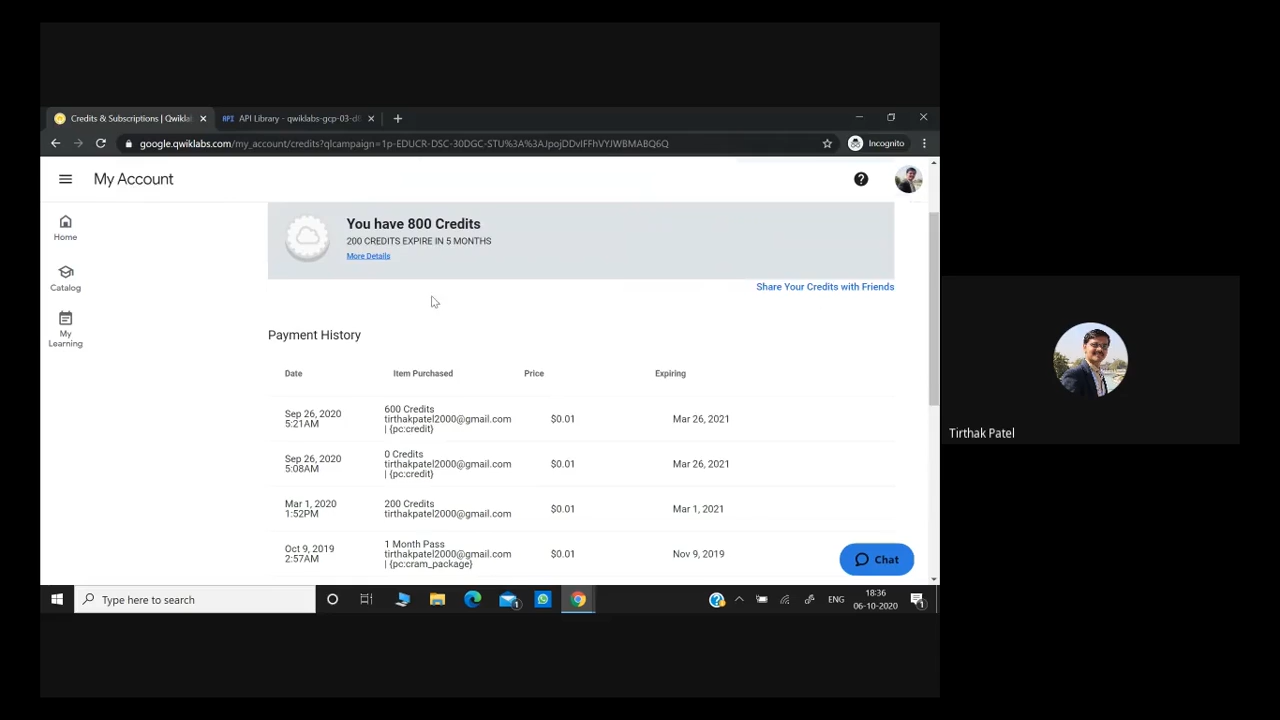 Credits & Subscriptions | Qwikla
API Library - qwiklabs-gcp-03-d
google.qwiklabs.com/my_account/credits?qlcampaign=1p-EDUCR-DSC-30DGC-STU%3A%3AJpojDDvIFFhVYJWBMABQ6Q
Incognito
My Account
Home
Catalog
My
Learning
You have 800 Credits
200 CREDITS EXPIRE IN 5 MONTHS
More Details
Share Your Credits with Friends
Payment History
Date Item Purchased Price Expiring
Sep 26, 2020
5:21AM
600 Credits
tirthakpatel2000@gmail.com
| {pc:credit}
$0.01
Mar 26, 2021
Sep 26, 2020
5:08AM
0 Credits
tirthakpatel2000@gmail.com
| {pc:credit}
$0.01
Mar 26, 2021
Mar 1, 2020
1:52PM
200 Credits
tirthakpatel2000@gmail.com
$0.01
Mar 1, 2021
Oct 9, 2019
2:57AM
1 Month Pass
tirthakpatel2000@gmail.com
| {pc:cram_package}
$0.01
Nov 9, 2019
Chat
Type here to search
1
ENG
18:36
06-10-2020
1
Tirthak Patel